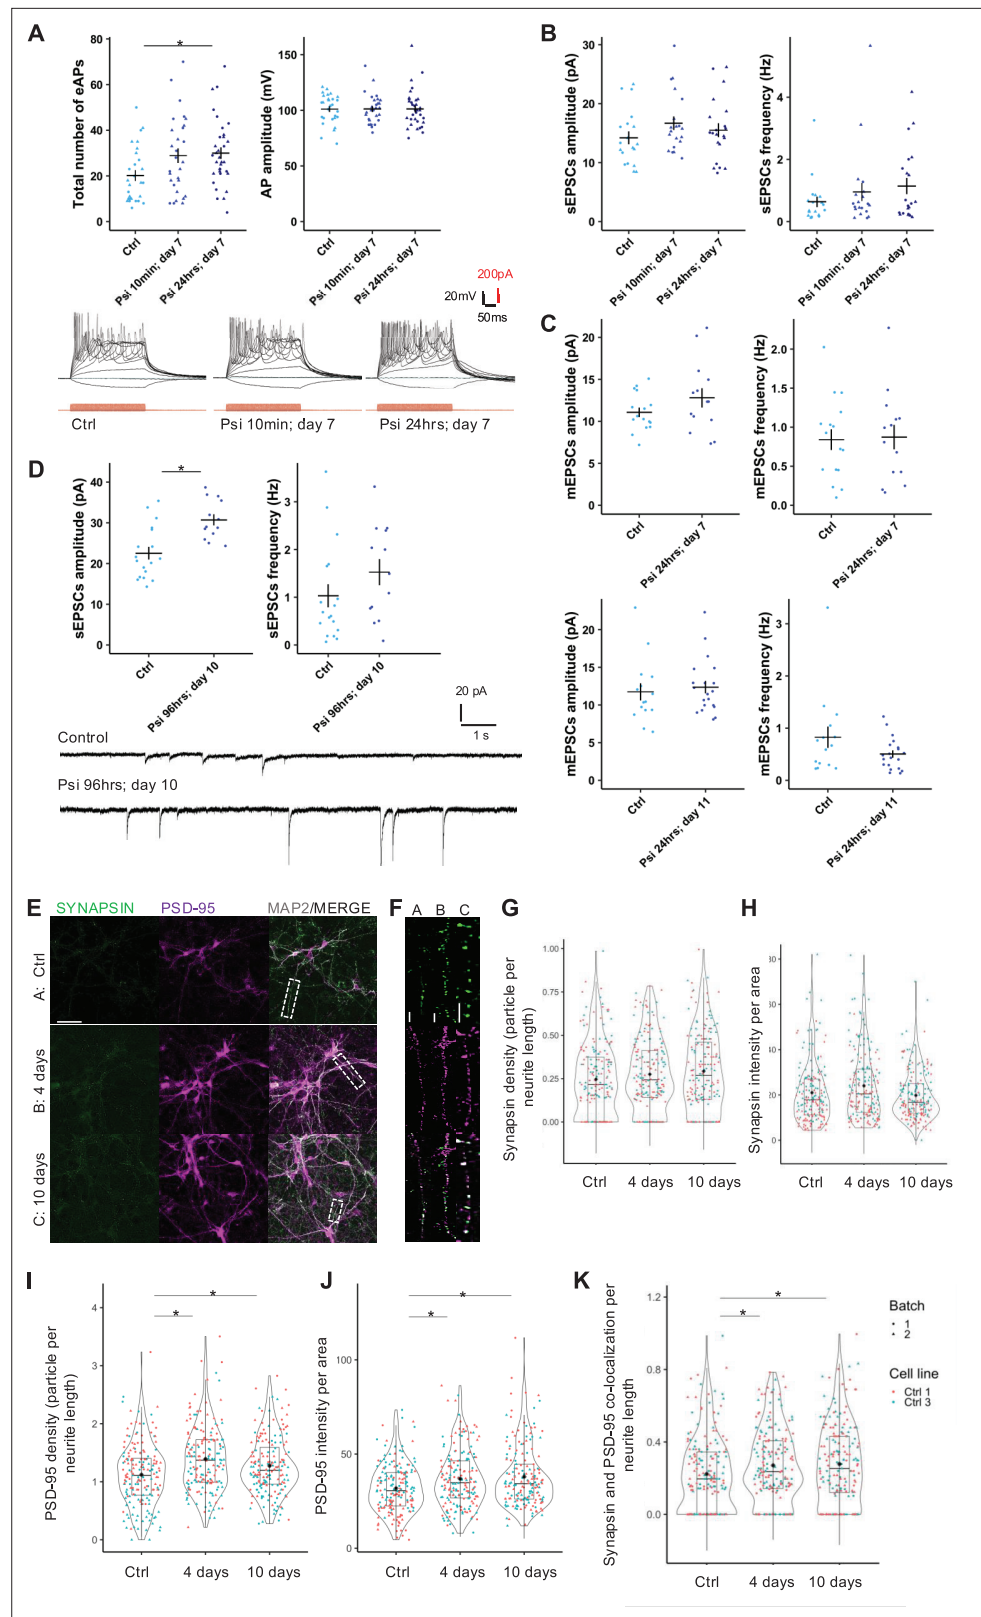 A
Total number of eAPs
80
60
40
20
0
*
Ctrl
Psi 10min; day 7
Psi 24hrs; day 7
AP amplitude (mV)
150
100
50
0
Ctrl
Psi 10min; day 7
Psi 24hrs; day 7
200pA
20mV
50ms
Ctrl
Psi 10min; day 7
Psi 24hrs; day 7
B
sEPSCs amplitude (pA)
30
20
10
0
Ctrl
Psi 10min; day 7
Psi 24hrs; day 7
sEPSCs frequency (Hz)
4
2
0
Ctrl
Psi 10min; day 7
Psi 24hrs; day 7
C
mEPSCs amplitude (pA)
20
15
10
5
0
Ctrl
Psi 24hrs; day 7
mEPSCs frequency (Hz)
2.0
1.5
1.0
0.5
0.0
Ctrl
Psi 24hrs; day 7
mEPSCs amplitude (pA)
20
15
10
5
0
Ctrl
Psi 24hrs; day 11
mEPSCs frequency (Hz)
3
2
1
0
Ctrl
Psi 24hrs; day 11
D
sEPSCs amplitude (pA)
40
30
20
10
0
*
Ctrl
Psi 96hrs; day 10
sEPSCs frequency (Hz)
3
2
1
0
Ctrl
Psi 96hrs; day 10
20 pA
1 s
Control
Psi 96hrs; day 10
E
SYNAPSIN
PSD-95
MAP2/MERGE
A: Ctrl
B: 4 days
C: 10 days
F
A B C
G
Synapsin density (particle per
neurite length)
1.00
0.75
0.50
0.25
0.00
Ctrl
4 days
10 days
H
Synapsin intensity per area
20
0
Ctrl
4 days
10 days
I
PSD-95 density (particle per
neurite length)
4
3
2
1
0
*
*
Ctrl
4 days
10 days
J
PSD-95 intensity per area
100
50
0
*
*
Ctrl
4 days
10 days
K
Synapsin and PSD-95 co-localization per
neurite length
1.2
0.8
0.4
0.0
*
*
Ctrl
4 days
10 days
Batch
1
2
Cell line
Ctrl 1
Ctrl 3